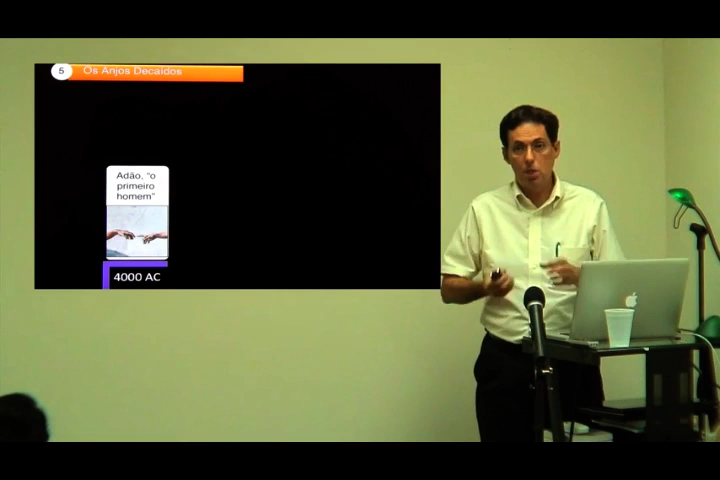 5 Os Anjos Decaídos
Adão, "o
primeiro
homem"
4000 AC